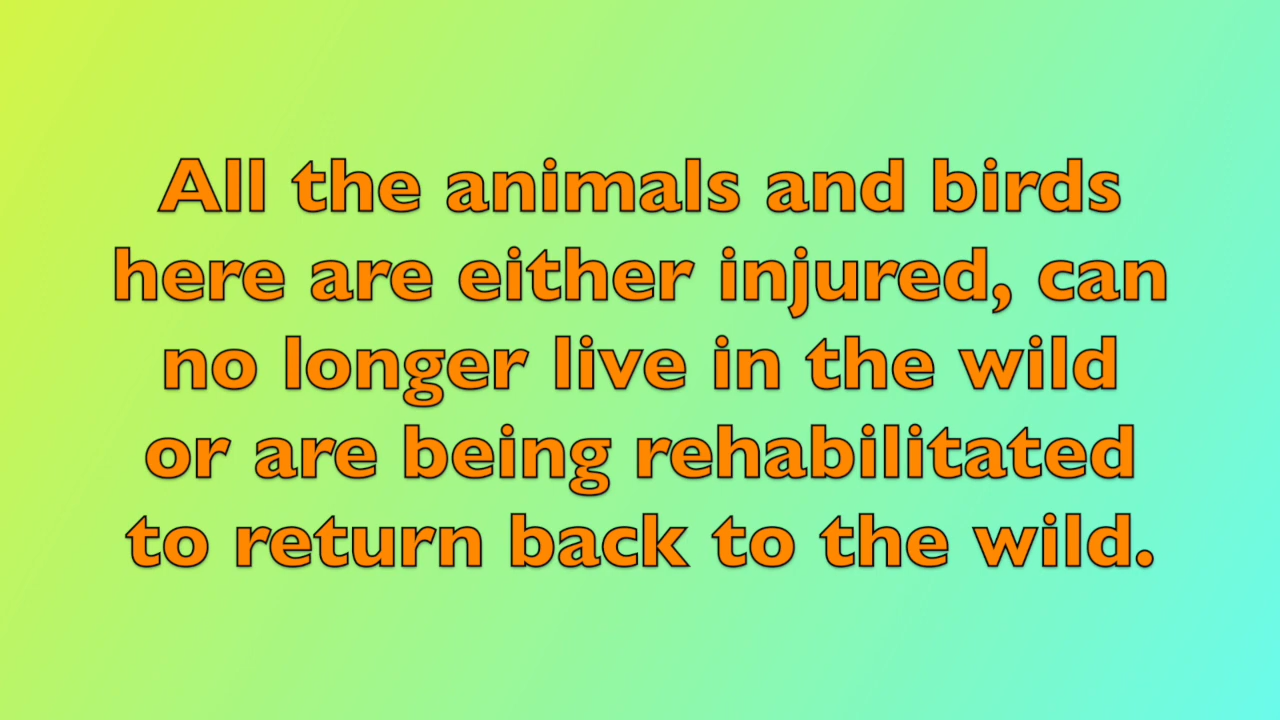 All the animals and birds
here are either injured, can
no longer live in the wild
or are being rehabilitated
to return back to the wild.